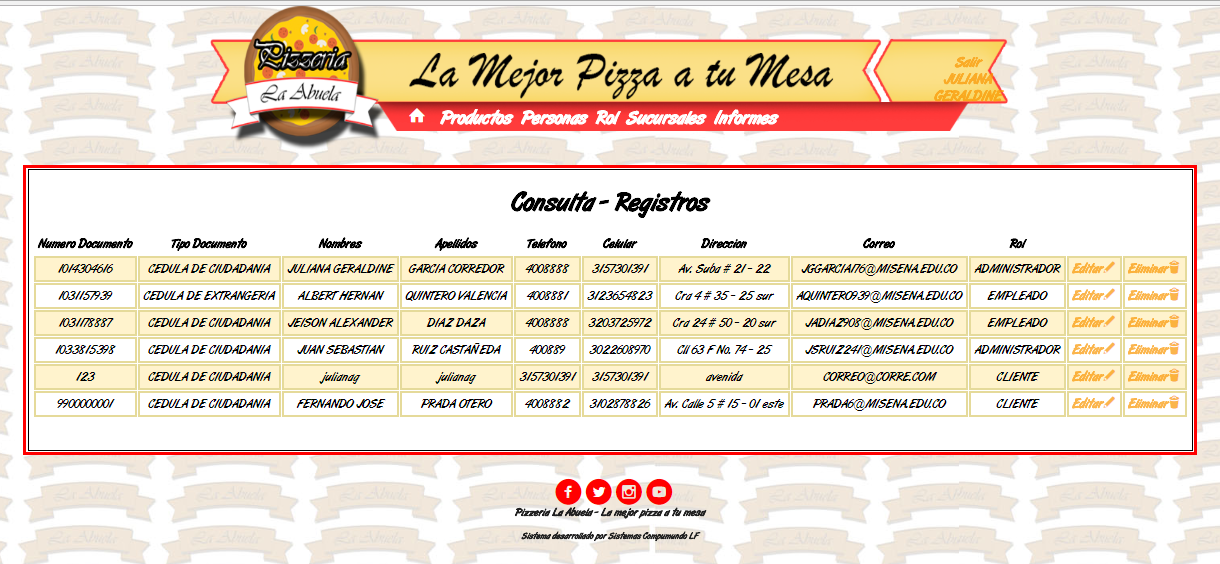 Pizzeria
La Abuela
La Mejor Pizza a tu Mesa
Salir
JULIANA
GERALDINE
Productos Personas Rol Sucursales Informes
Consulta - Registros
Numero Documento Tipo Documento Nombres Apellidos Telefono Celular Direccion Correo Rol
1014304616 CEDULA DE CIUDADANIA JULIANA GERALDINE GARCIA CORREDOR 4008888 3157301391 Av. Suba # 21 - 22 JGGARCIA176@MISENA.EDU.CO ADMINISTRADOR Editar Eliminar
1031157939 CEDULA DE EXTRANGERIA ALBERT HERNAN QUINTERO VALENCIA 4008881 3123654823 Cra 4 # 35 - 25 sur AQUINTERO939@MISENA.EDU.CO EMPLEADO Editar Eliminar
1031178887 CEDULA DE CIUDADANIA JEISON ALEXANDER DIAZ DAZA 4008888 3203725972 Cra 24 # 50 - 20 sur JADIAZ908@MISENA.EDU.CO EMPLEADO Editar Eliminar
1033815398 CEDULA DE CIUDADANIA JUAN SEBASTIAN RUIZ CASTAÑEDA 400889 3022608970 Cll 63 F No. 74 - 25 JSRUIZ241@MISENA.EDU.CO ADMINISTRADOR Editar Eliminar
123 CEDULA DE CIUDADANIA julianag julianag 3157301391 3157301391 avenida CORREO@CORRE.COM CLIENTE Editar Eliminar
990000001 CEDULA DE CIUDADANIA FERNANDO JOSE PRADA OTERO 4008882 3102878826 Av. Calle 5 # 15 - 01 este PRADA6@MISENA.EDU.CO CLIENTE Editar Eliminar
Pizzeria La Abuela - La mejor pizza a tu mesa
Sistema desarrollado por Sistemas Compumundo LF